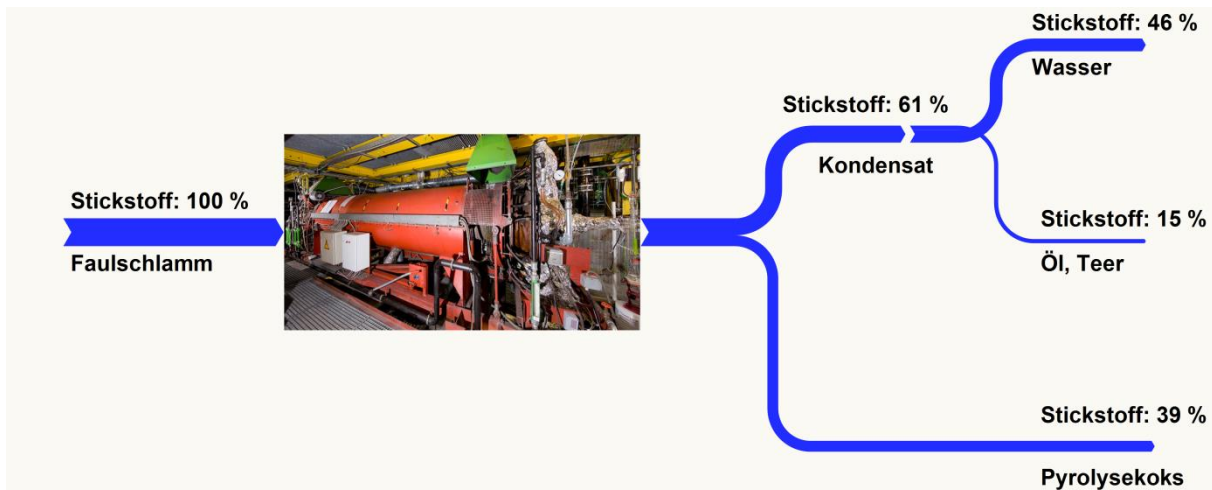 Stickstoff: 46 %
Wasser
Stickstoff: 61 %
Kondensat
Stickstoff: 100 %
Faulschlamm
Stickstoff: 15 %
Öl, Teer
Stickstoff: 39 %
Pyrolysekoks